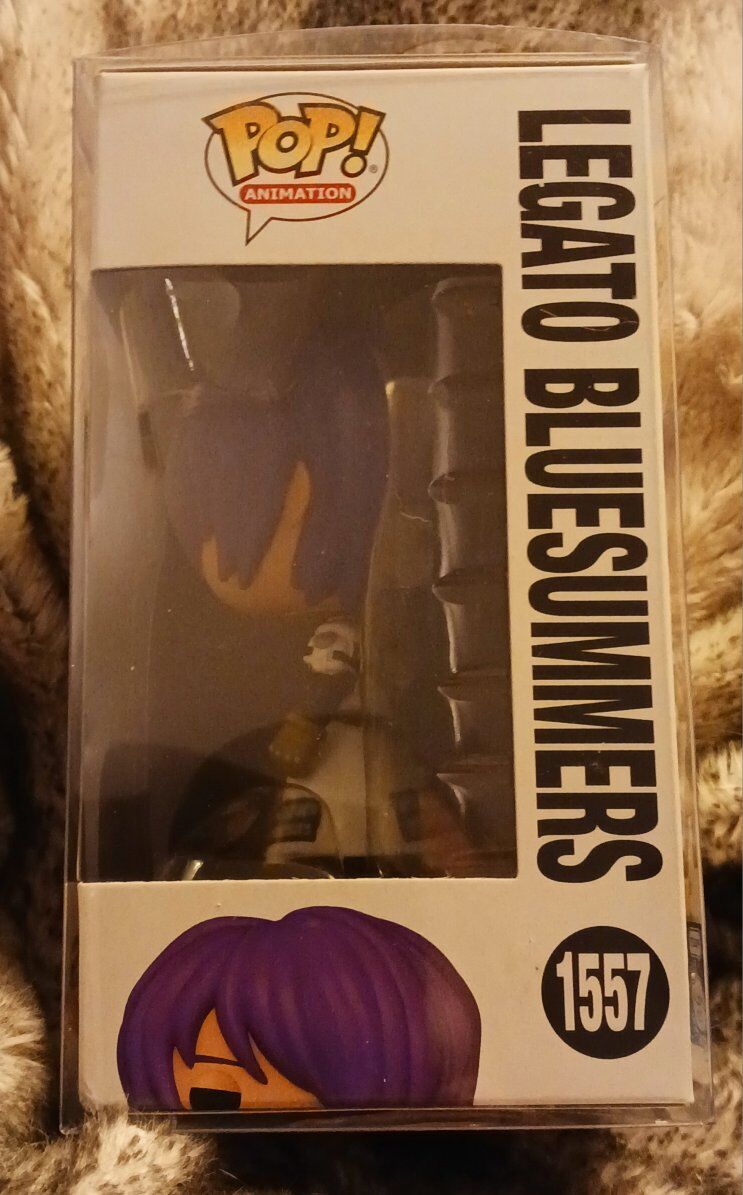 POP!®
ANIMATION
LEGATO BLUESUMMERS
1557